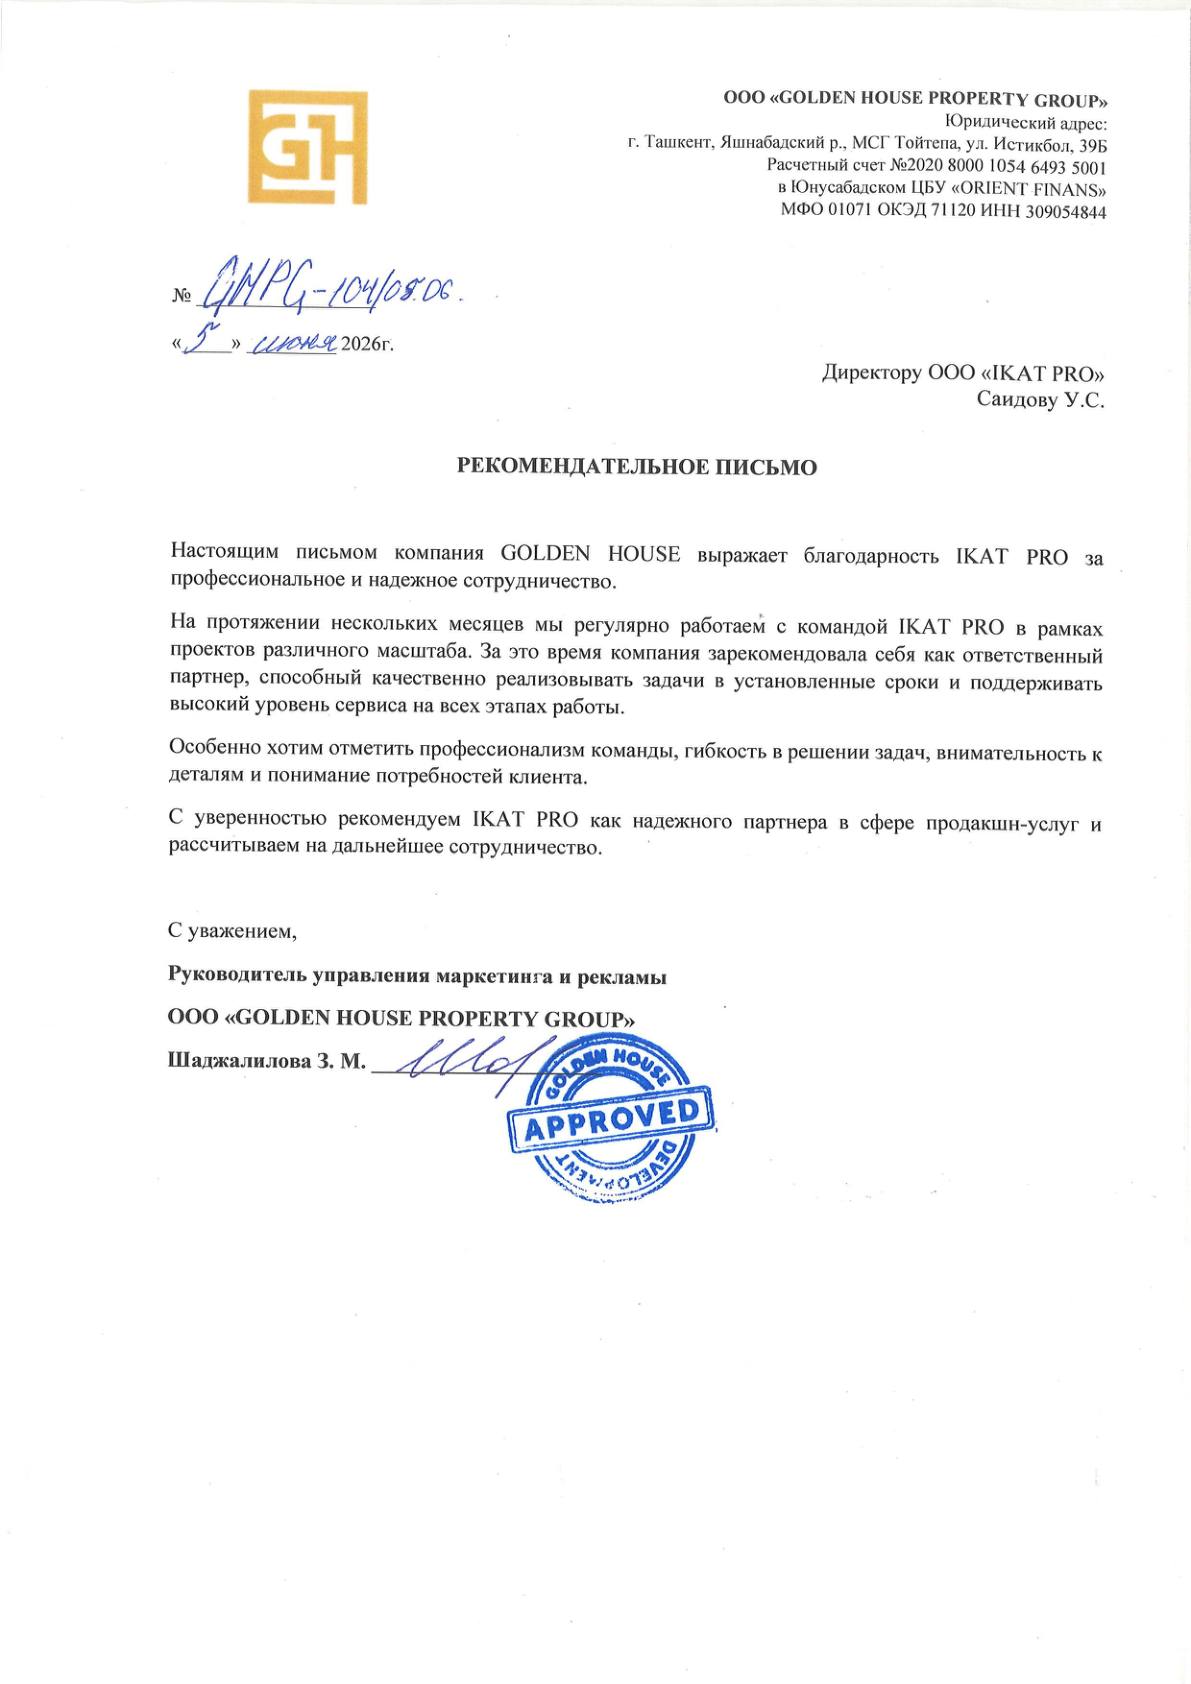 GH
ООО «GOLDEN HOUSE PROPERTY GROUP»
Юридический адрес:
г. Ташкент, Яшнабадский р., МСГ Тойтепа, ул. Истикбол, 39Б
Расчетный счет №2020 8000 1054 6493 5001
в Юнусабадском ЦБУ «ORIENT FINANS»
МФО 01071 ОКЭД 71120 ИНН 309054844
№ GHPG-104/05.06.
«5» июня 2026г.
Директору ООО «IKAT PRO»
Саидову У.С.
РЕКОМЕНДАТЕЛЬНОЕ ПИСЬМО
Настоящим письмом компания GOLDEN HOUSE выражает благодарность IKAT PRO за
профессиональное и надежное сотрудничество.
На протяжении нескольких месяцев мы регулярно работаем с командой IKAT PRO в рамках
проектов различного масштаба. За это время компания зарекомендовала себя как ответственный
партнер, способный качественно реализовывать задачи в установленные сроки и поддерживать
высокий уровень сервиса на всех этапах работы.
Особенно хотим отметить профессионализм команды, гибкость в решении задач, внимательность к
деталям и понимание потребностей клиента.
С уверенностью рекомендуем IKAT PRO как надежного партнера в сфере продакшн-услуг и
рассчитываем на дальнейшее сотрудничество.
С уважением,
Руководитель управления маркетинга и рекламы
ООО «GOLDEN HOUSE PROPERTY GROUP»
Шаджалилова З. М.
GOLDEN HOUSE
APPROVED
DEVELOPMENT